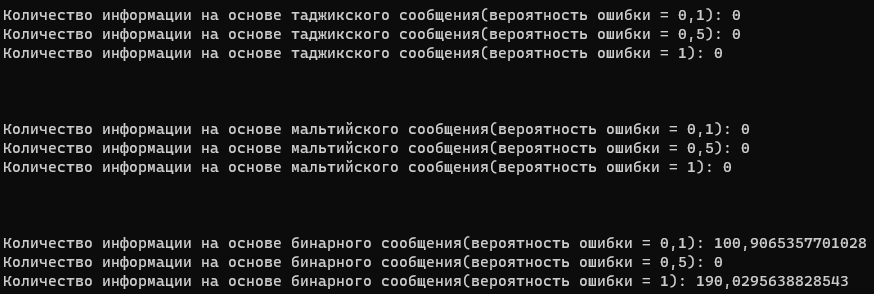 Количество информации на основе таджикского сообщения(вероятность ошибки = 0,1): 0
Количество информации на основе таджикского сообщения(вероятность ошибки = 0,5): 0
Количество информации на основе таджикского сообщения(вероятность ошибки = 1): 0
Количество информации на основе мальтийского сообщения(вероятность ошибки = 0,1): 0
Количество информации на основе мальтийского сообщения(вероятность ошибки = 0,5): 0
Количество информации на основе мальтийского сообщения(вероятность ошибки = 1): 0
Количество информации на основе бинарного сообщения(вероятность ошибки = 0,1): 100,9065357701028
Количество информации на основе бинарного сообщения(вероятность ошибки = 0,5): 0
Количество информации на основе бинарного сообщения(вероятность ошибки = 1): 190,0295638828543